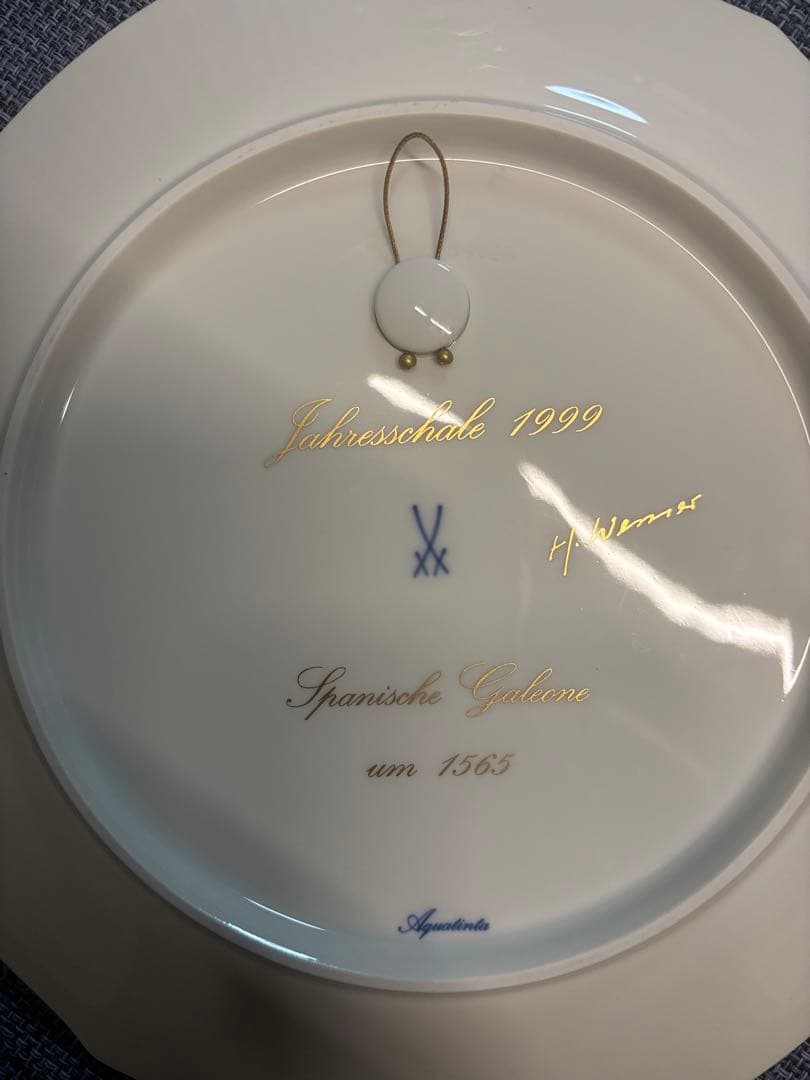 Jahresschale 1999
H. Werner
Spanische Galeone
um 1565
Aquatinta